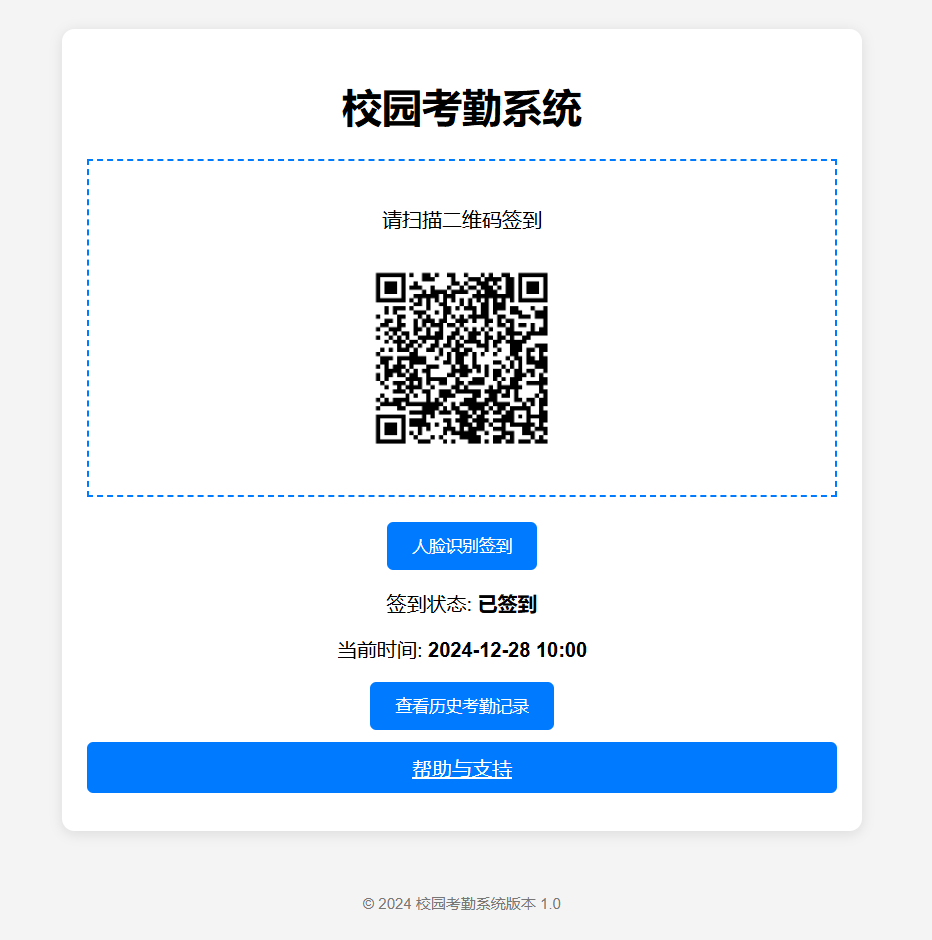 校园考勤系统
请扫描二维码签到
人脸识别签到
签到状态: 已签到
当前时间: 2024-12-28 10:00
查看历史考勤记录
帮助与支持
© 2024 校园考勤系统版本 1.0